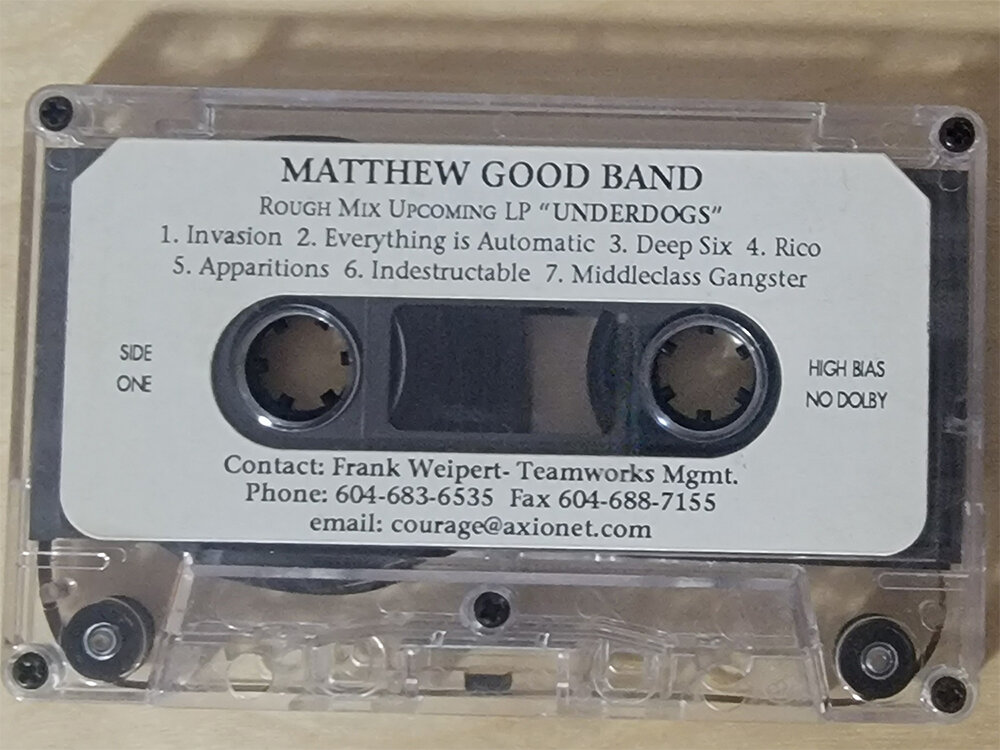 MATTHEW GOOD BAND
ROUGH MIX UPCOMING LP “UNDERDOGS”
1. Invasion 2. Everything is Automatic 3. Deep Six 4. Rico
5. Apparitions 6. Indestructable 7. Middleclass Gangster
SIDE
ONE
HIGH BIAS
NO DOLBY
Contact: Frank Weipert- Teamworks Mgmt.
Phone: 604-683-6535 Fax 604-688-7155
email: courage@axionet.com